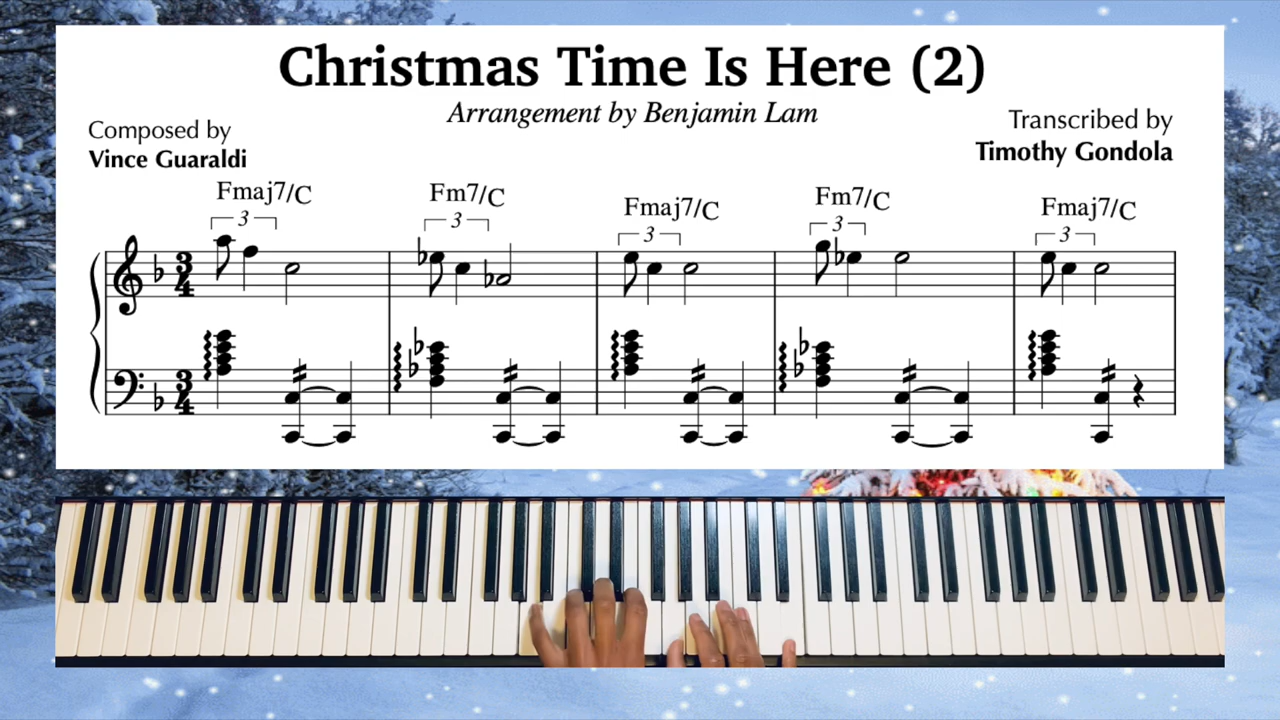 Christmas Time Is Here (2)
Arrangement by Benjamin Lam
Composed by
Vince Guaraldi
Transcribed by
Timothy Gondola
Fmaj7/C Fm7/C Fmaj7/C Fm7/C Fmaj7/C
3 3 3 3 3
3
4
3
4